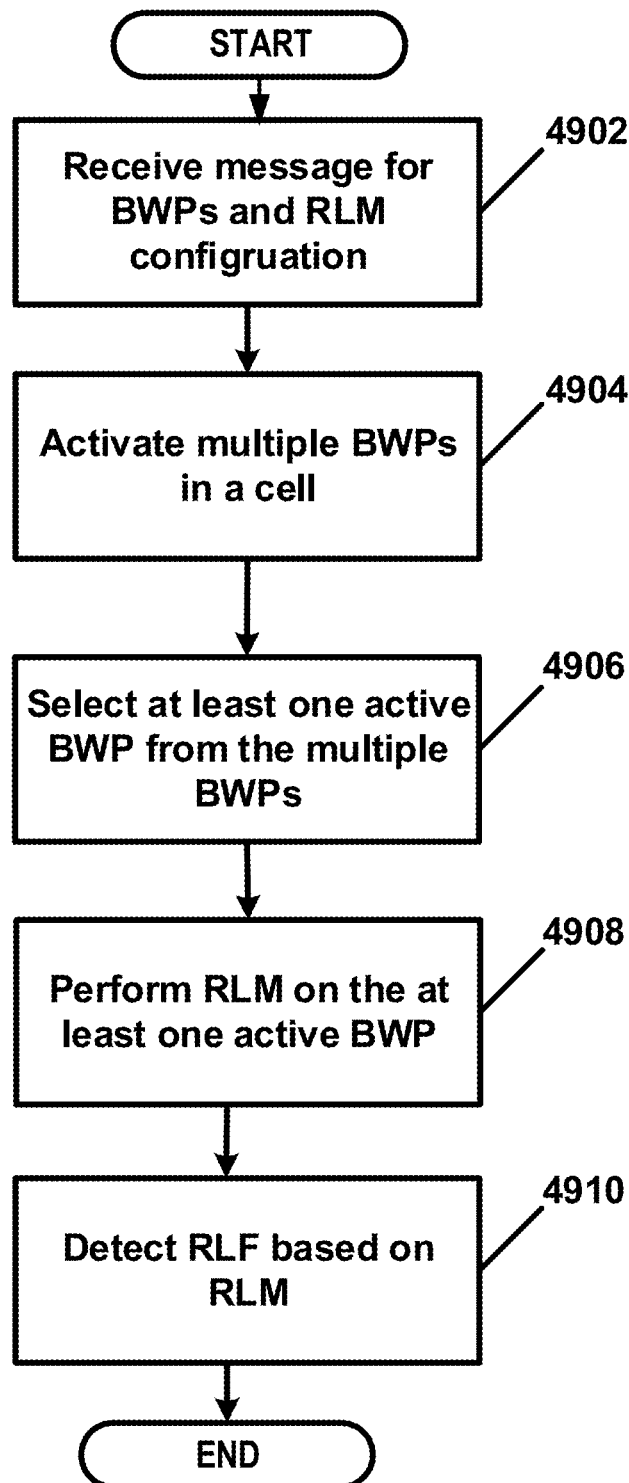 START
4902
Receive message for
BWPs and RLM
configruation
4904
Activate multiple BWPs
in a cell
4906
Select at least one active
BWP from the multiple
BWPs
4908
Perform RLM on the at
least one active BWP
4910
Detect RLF based on
RLM
END